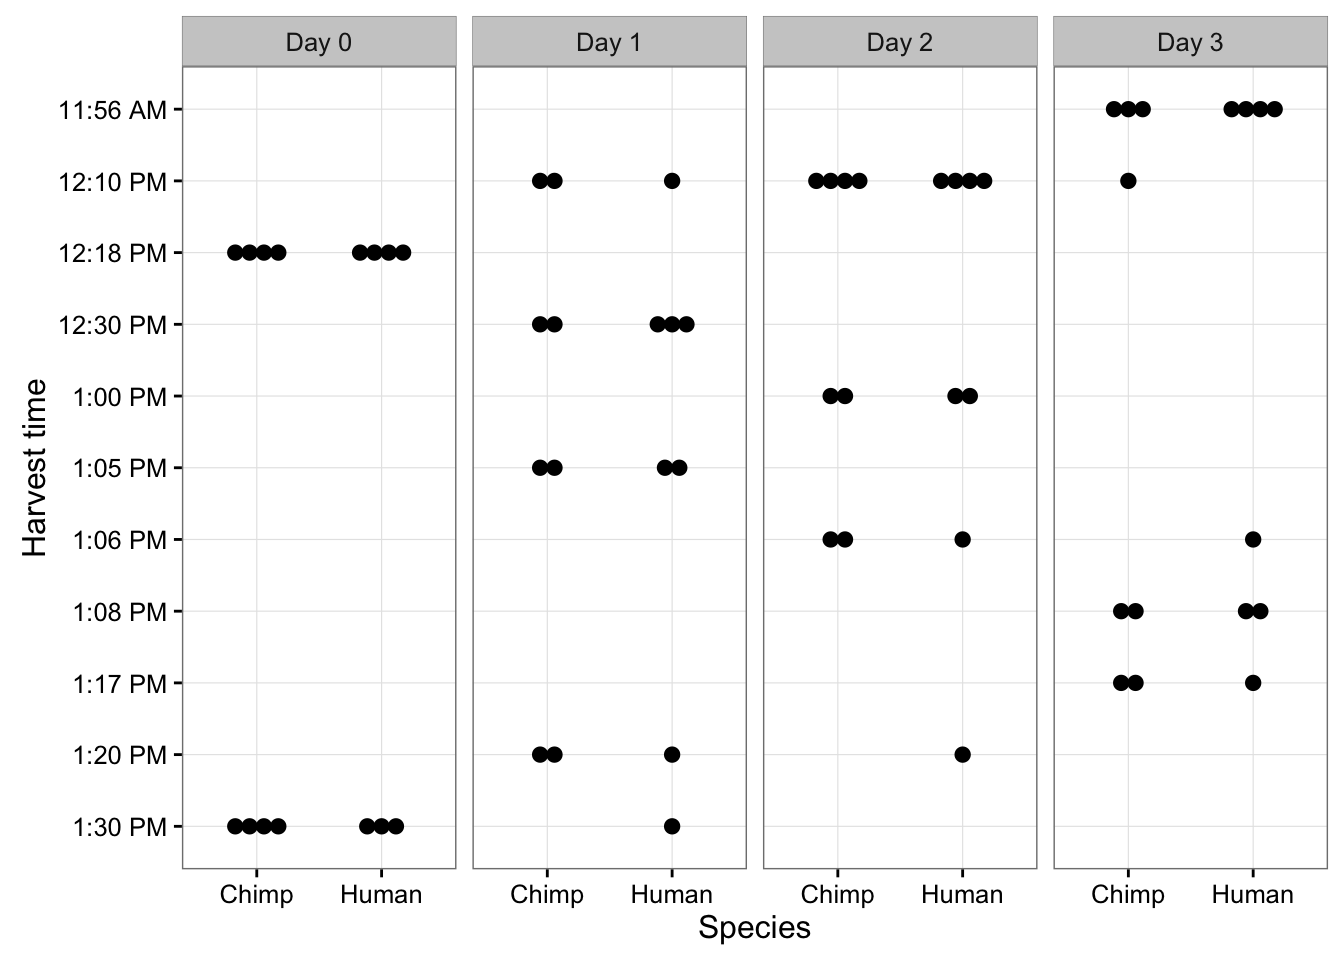 Day 0
Day 1
Day 2
Day 3
Harvest time
11:56 AM
12:10 PM
12:18 PM
12:30 PM
1:00 PM
1:05 PM
1:06 PM
1:08 PM
1:17 PM
1:20 PM
1:30 PM
Chimp Human
Chimp Human
Chimp Human
Chimp Human
Species